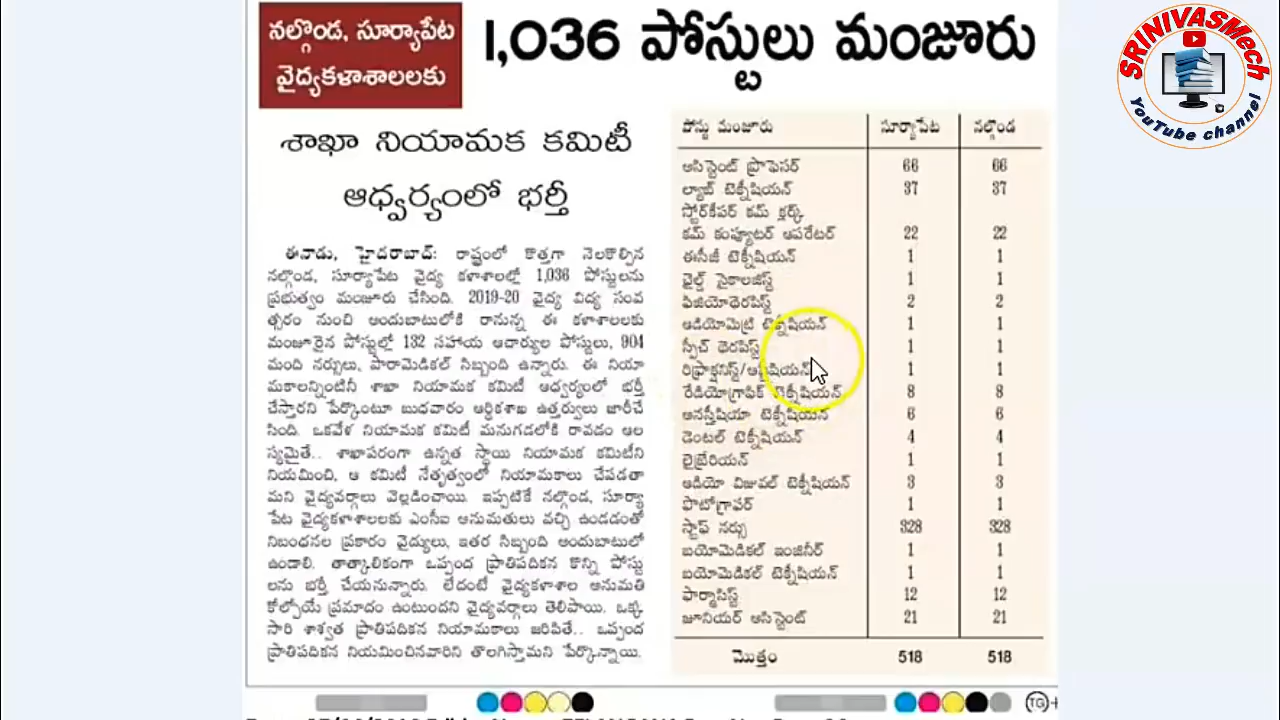 నల్గొండ, సూర్యాపేట
వైద్యకళాశాలలకు
1,036 పోస్టులు మంజూరు
శాఖా నియామక కమిటీ
ఆధ్వర్యంలో భర్తీ
ఈనాడు, హైదరాబాద్: రాష్ట్రంలో కొత్తగా నెలకొల్పిన
నల్గొండ, సూర్యాపేట వైద్య కళాశాలల్లో 1,036 పోస్టులను
ప్రభుత్వం మంజూరు చేసింది. 2019-20 వైద్య విద్య సంవ
త్సరం నుంచి అందుబాటులోకి రానున్న ఈ కళాశాలలకు
మంజూరైన పోస్టుల్లో 132 సహాయ ఆచార్యుల పోస్టులు, 904
మంది నర్సులు, పారామెడికల్ సిబ్బంది ఉన్నారు. ఈ నియా
మకాలన్నింటినీ శాఖా నియామక కమిటీ ఆధ్వర్యంలో భర్తీ
చేస్తారని పేర్కొంటూ బుధవారం ఆర్థికశాఖ ఉత్తర్వులు జారీచే
సింది. ఒకవేళ నియామక కమిటీ మనుగడలోకి రావడం ఆల
స్యమైతే.. శాఖాపరంగా ఉన్నత స్థాయి నియామక కమిటీని
నియమించి, ఆ కమిటీ నేతృత్వంలో నియామకాలు చేపడతా
మని వైద్యవర్గాలు వెల్లడించాయి. ఇప్పటికే నల్గొండ, సూర్యా
పేట వైద్యకళాశాలలకు ఎంసీఐ అనుమతులు వచ్చి ఉండడంతో
నిబంధనల ప్రకారం వైద్యులు, ఇతర సిబ్బంది అందుబాటులో
ఉండాలి. తాత్కాలికంగా ఒప్పంద ప్రాతిపదికన కొన్ని పోస్టు
లను భర్తీ చేయనున్నారు. లేదంటే వైద్యకళాశాల అనుమతి
కోల్పోయే ప్రమాదం ఉంటుందని వైద్యవర్గాలు తెలిపాయి. ఒక్క
సారి శాశ్వత ప్రాతిపదికన నియామకాలు జరిపితే.. ఒప్పంద
ప్రాతిపదికన నియమించినవారిని తొలగిస్తామని పేర్కొన్నాయి.
పోస్టు మంజూరు సూర్యాపేట నల్గొండ
అసిస్టెంట్ ప్రొఫెసర్ 66 66
ల్యాబ్ టెక్నీషియన్ 37 37
స్టోర్‌కీపర్ కమ్ క్లర్క్
కమ్ కంప్యూటర్ ఆపరేటర్ 22 22
ఈసీజీ టెక్నీషియన్ 1 1
చైల్డ్ సైకాలజిస్ట్ 1 1
ఫిజియోథెరపిస్ట్ 2 2
ఆడియోమెట్రి టెక్నీషియన్ 1 1
స్పీచ్ థెరపిస్ట్ 1 1
రిఫ్రాక్షనిస్ట్/ఆప్టీషియన్ 1 1
రేడియోగ్రాఫిక్ టెక్నీషియన్ 8 8
అనస్తీషియా టెక్నీషియన్ 6 6
డెంటల్ టెక్నీషియన్ 4 4
లైబ్రేరియన్ 1 1
ఆడియో విజువల్ టెక్నీషియన్ 3 3
ఫొటోగ్రాఫర్ 1 1
స్టాఫ్ నర్సు 328 328
బయోమెడికల్ ఇంజినీర్ 1 1
బయోమెడికల్ టెక్నీషియన్ 1 1
ఫార్మాసిస్ట్ 12 12
జూనియర్ అసిస్టెంట్ 21 21
మొత్తం 518 518
SRINIVASMech
YouTube channel
TG